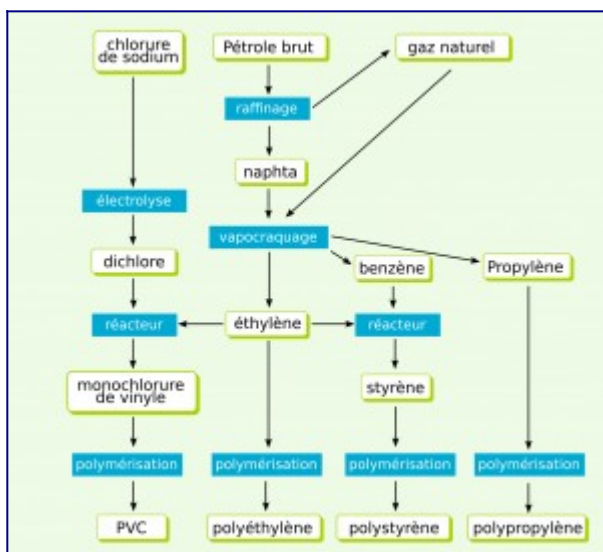 chlorure
de sodium
Pétrole brut
gaz naturel
raffinage
naphta
électrolyse
vapocraquage
dichlore
benzène
Propylène
réacteur
éthylène
réacteur
monochlorure
de vinyle
styrène
polymérisation
polymérisation
polymérisation
polymérisation
PVC
polyéthylène
polystyrène
polypropylène